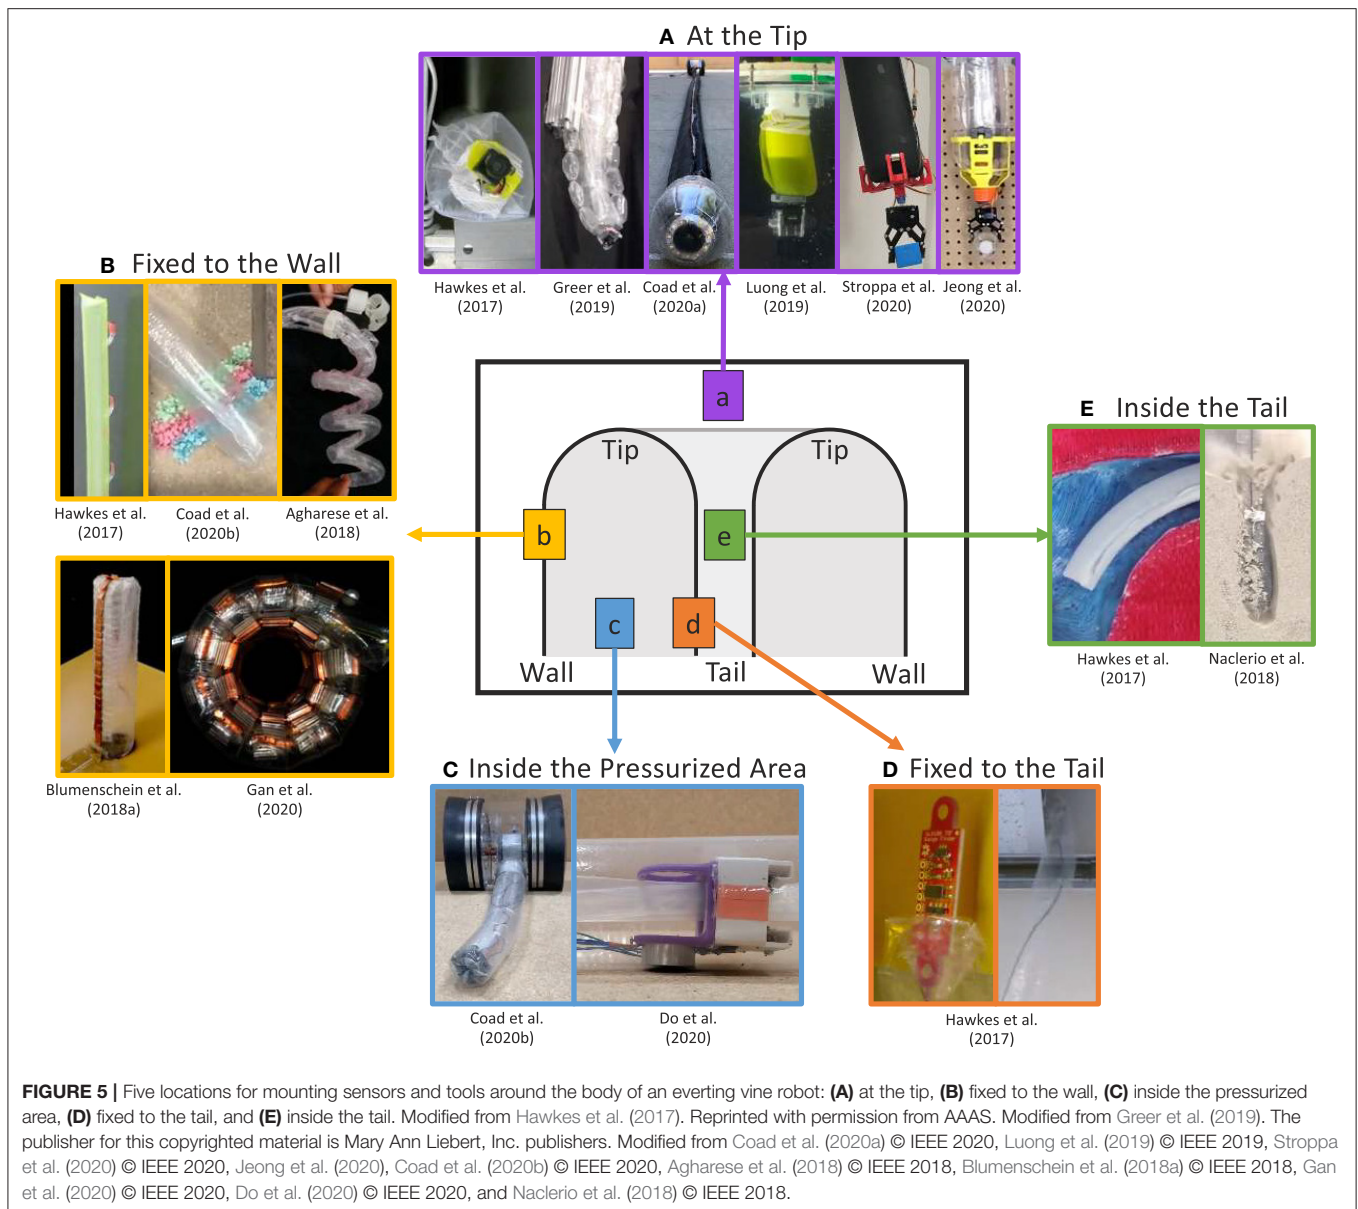 A At the Tip
Hawkes et al.
(2017)
Greer et al.
(2019)
Coad et al.
(2020a)
Luong et al.
(2019)
Stroppa et al.
(2020)
Jeong et al.
(2020)
B Fixed to the Wall
Hawkes et al.
(2017)
Coad et al.
(2020b)
Agharese et al.
(2018)
Blumenschein et al.
(2018a)
Gan et al.
(2020)
a
Tip
Tip
b
e
c
d
Wall
Tail
Wall
E Inside the Tail
Hawkes et al.
(2017)
Naclerio et al.
(2018)
C Inside the Pressurized Area
Coad et al.
(2020b)
Do et al.
(2020)
D Fixed to the Tail
Hawkes et al.
(2017)
FIGURE 5 | Five locations for mounting sensors and tools around the body of an everting vine robot: (A) at the tip, (B) fixed to the wall, (C) inside the pressurized
area, (D) fixed to the tail, and (E) inside the tail. Modified from Hawkes et al. (2017). Reprinted with permission from AAAS. Modified from Greer et al. (2019). The
publisher for this copyrighted material is Mary Ann Liebert, Inc. publishers. Modified from Coad et al. (2020a) © IEEE 2020, Luong et al. (2019) © IEEE 2019, Stroppa
et al. (2020) © IEEE 2020, Jeong et al. (2020), Coad et al. (2020b) © IEEE 2020, Agharese et al. (2018) © IEEE 2018, Blumenschein et al. (2018a) © IEEE 2018, Gan
et al. (2020) © IEEE 2020, Do et al. (2020) © IEEE 2020, and Naclerio et al. (2018) © IEEE 2018.